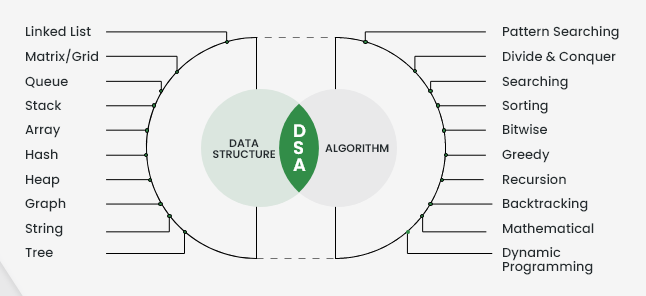 Linked List
Matrix/Grid
Queue
Stack
Array
Hash
Heap
Graph
String
Tree
DATA
STRUCTURE
D
S
A
ALGORITHM
Pattern Searching
Divide & Conquer
Searching
Sorting
Bitwise
Greedy
Recursion
Backtracking
Mathematical
Dynamic
Programming